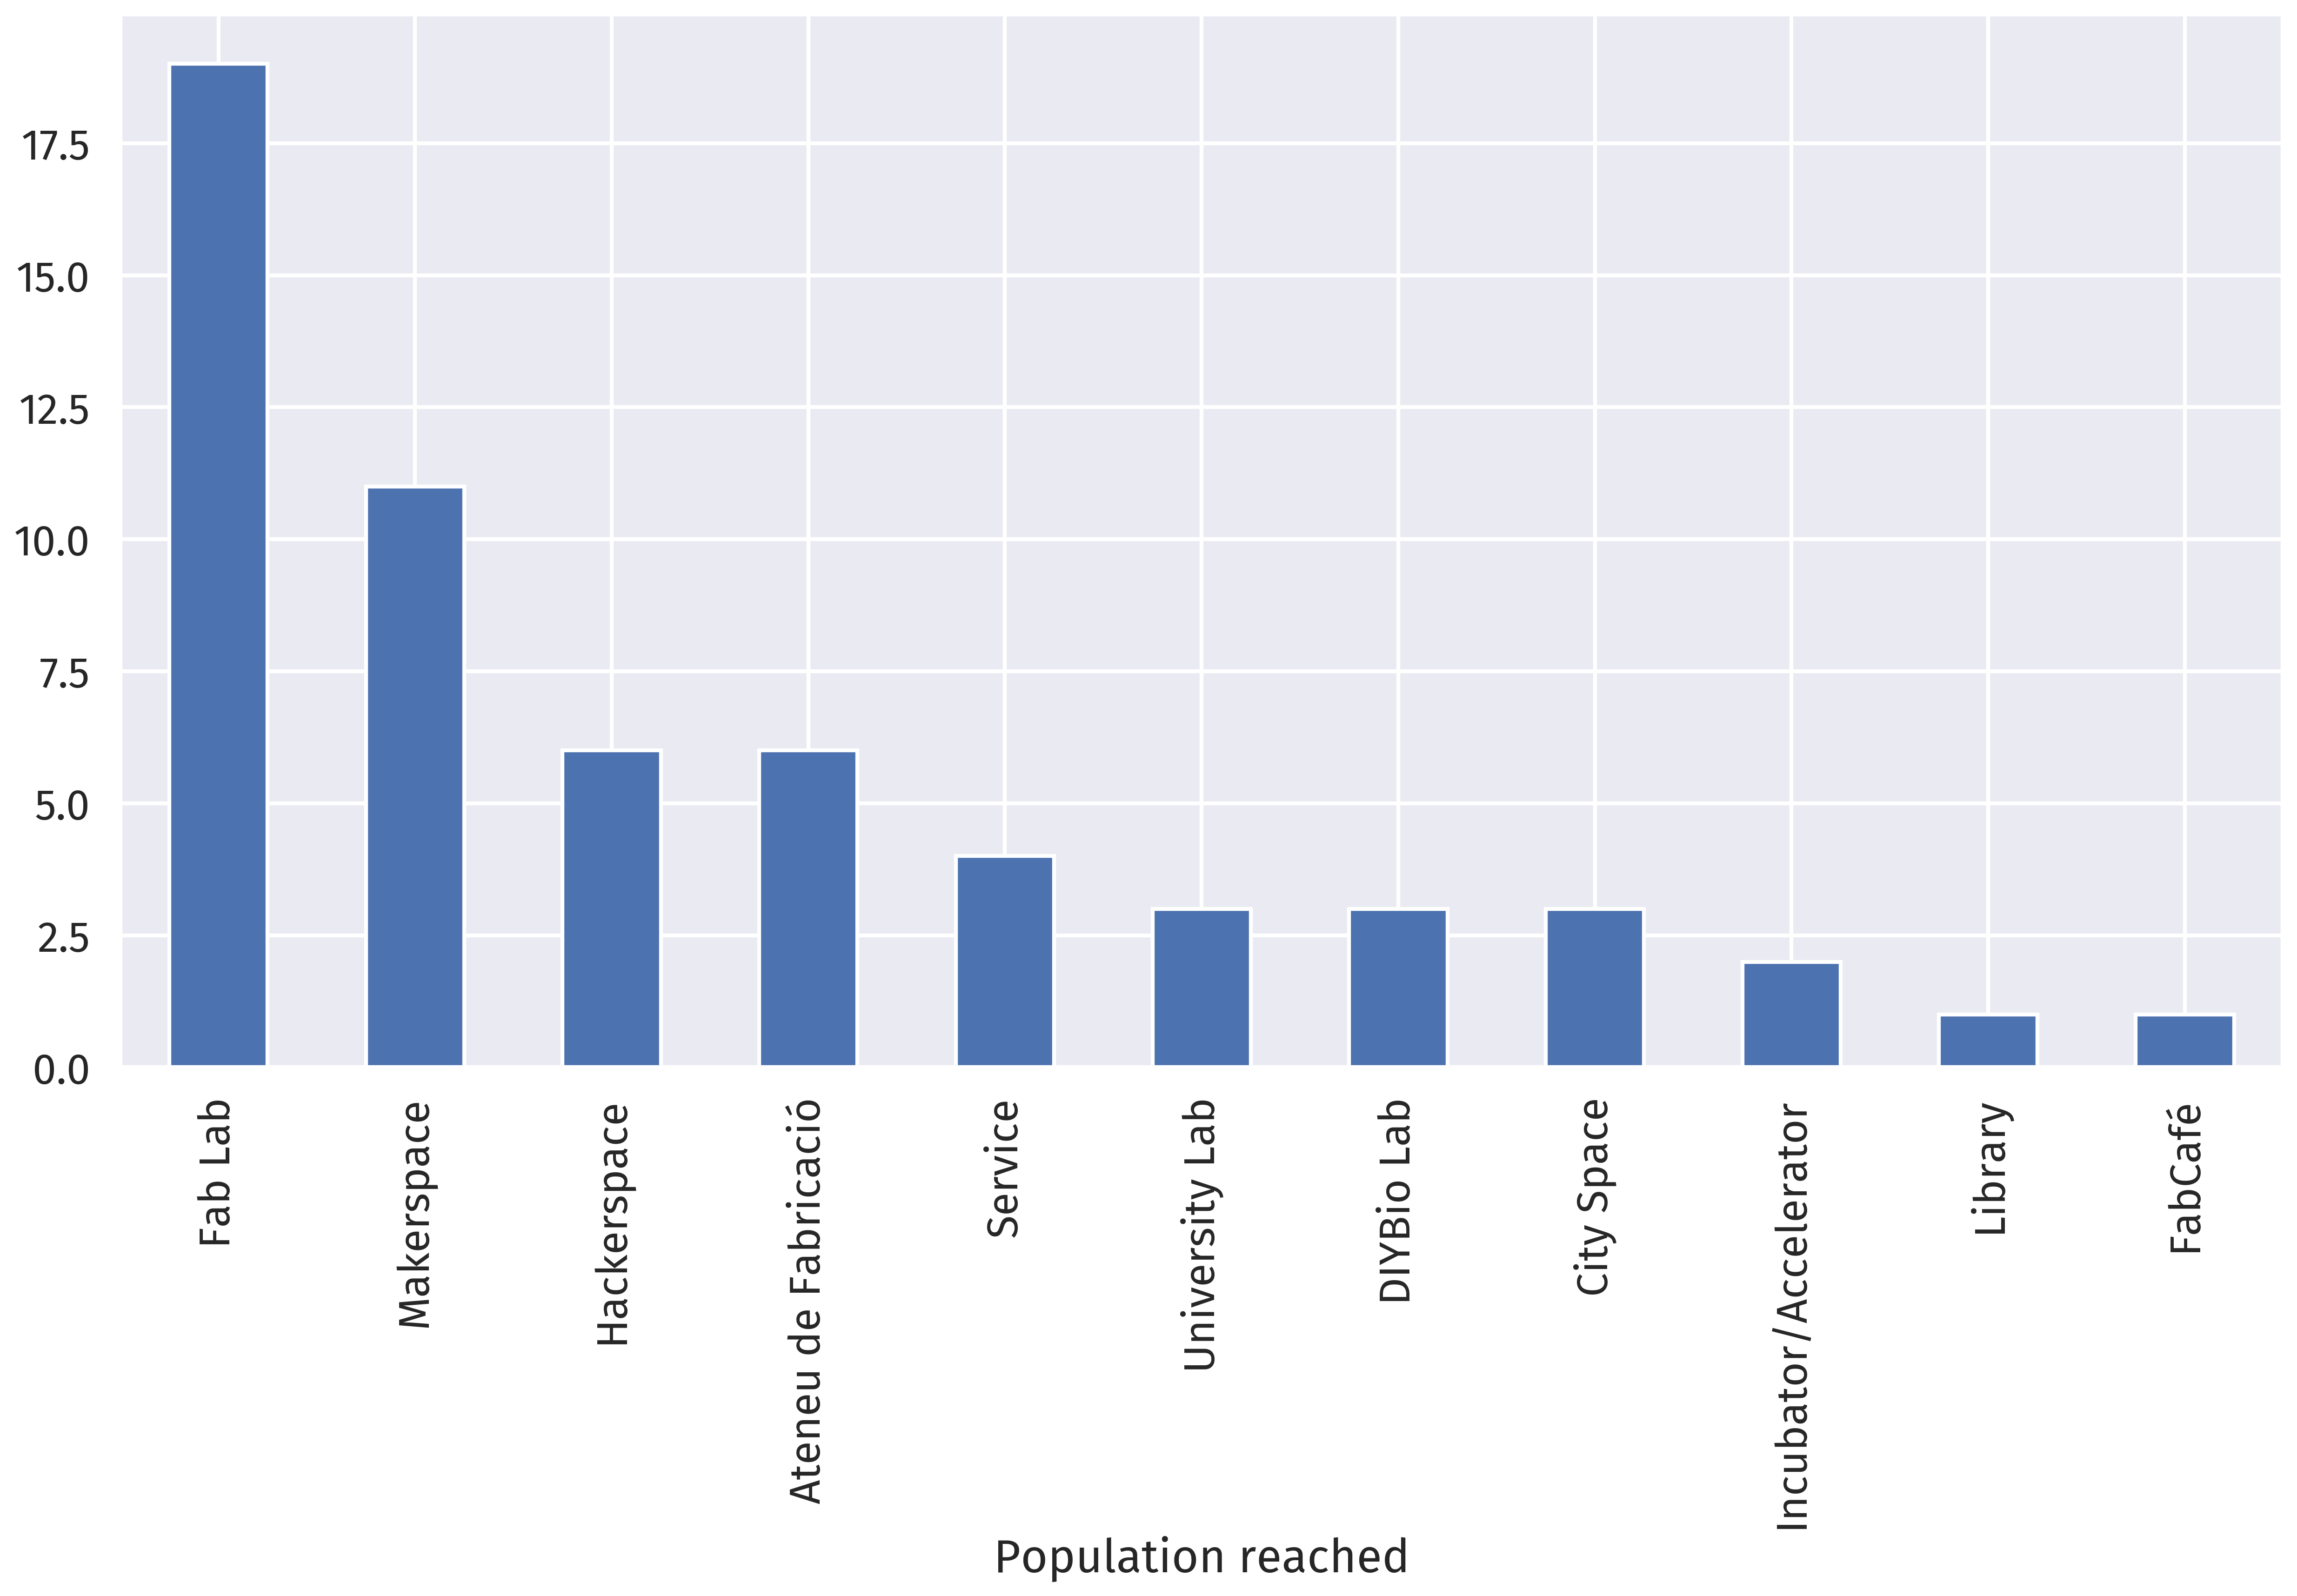 17.5
15.0
12.5
10.0
7.5
5.0
2.5
0.0
Fab Lab
Makerspace
Hackerspace
Ateneu de Fabricació
Service
University Lab
DIYBio Lab
City Space
Incubator/Accelerator
Library
FabCafé
Population reached